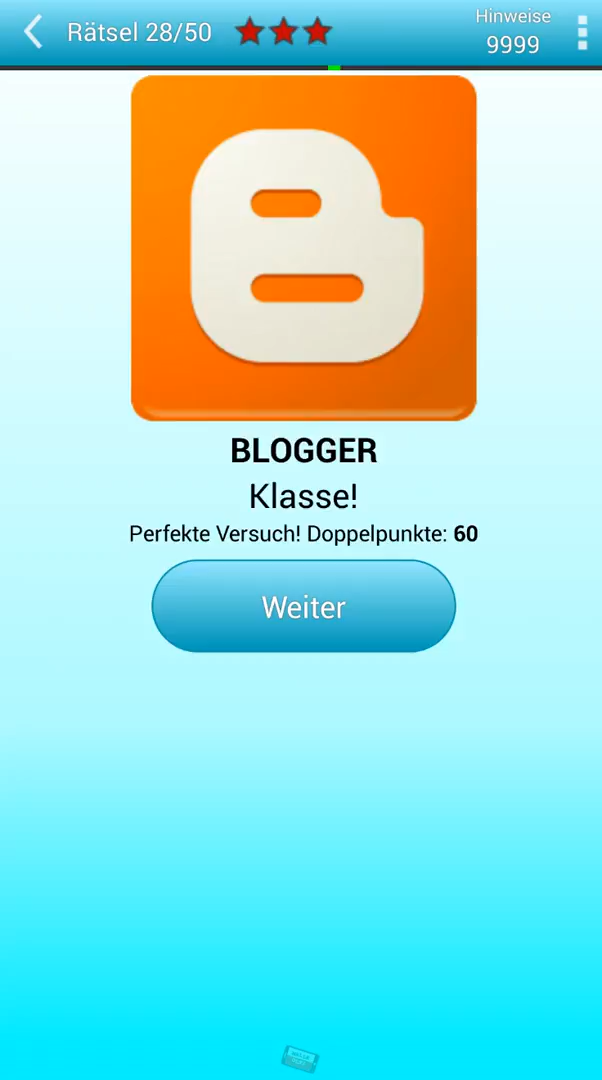 Rätsel 28/50
Hinweise
9999
BLOGGER
Klasse!
Perfekte Versuch! Doppelpunkte: 60
Weiter